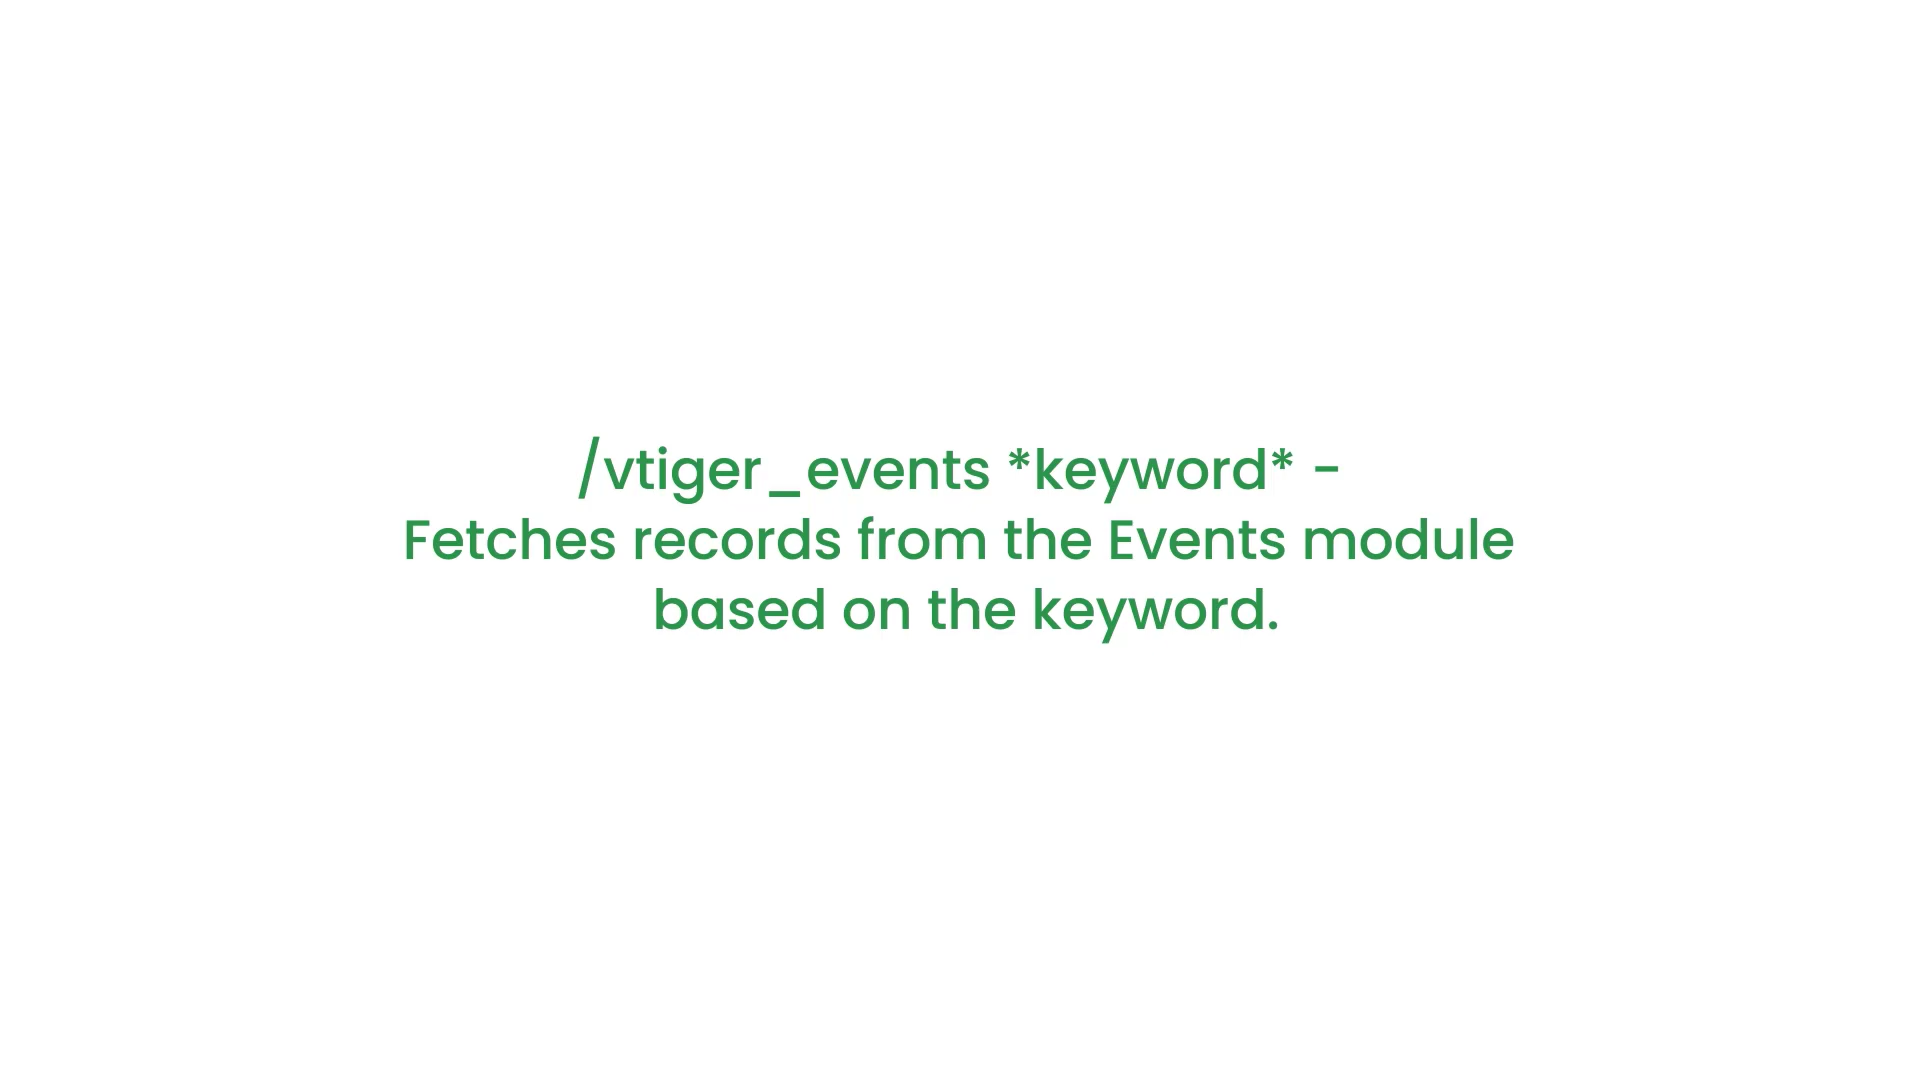 /vtiger_events *keyword* -
Fetches records from the Events module
based on the keyword.